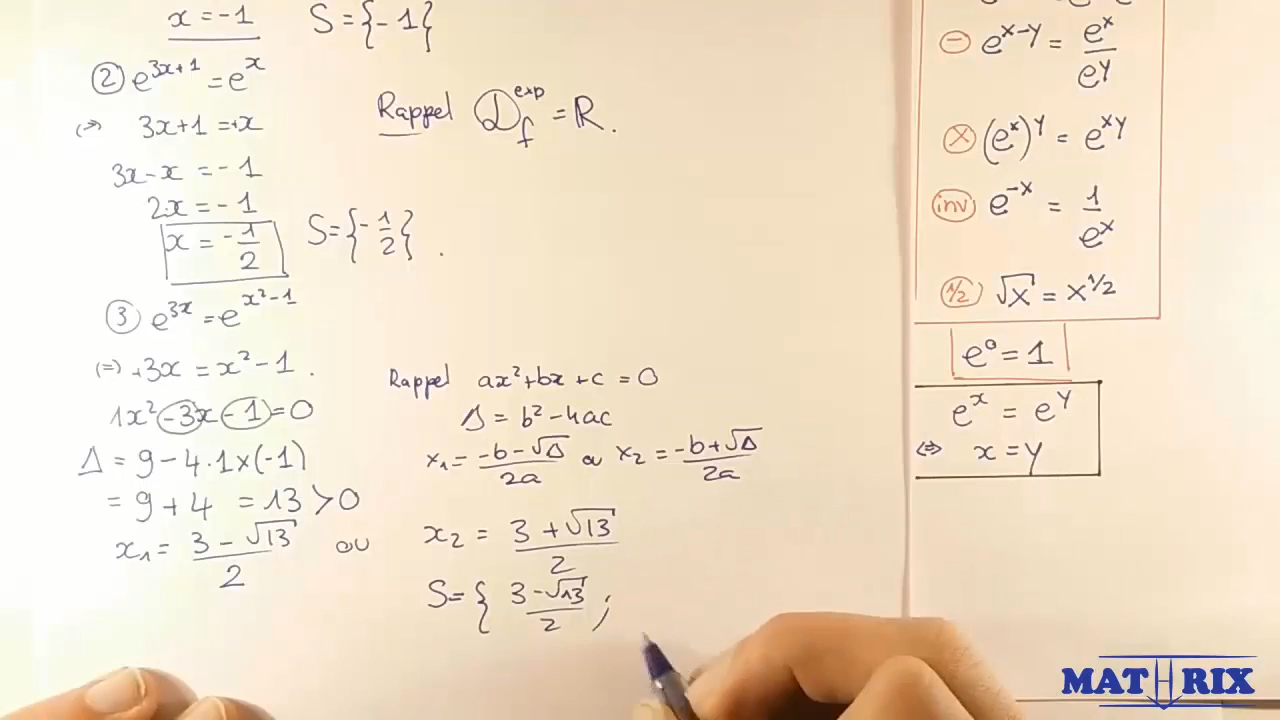 x = -1 S = {-1}
② e^{3x+1} = e^x
(⇒ 3x+1 = +x
3x-x = -1
2x = -1
x = -1/2 S = {-1/2} .
Rappel D_f^{exp} = ℝ.
③ e^{3x} = e^{x²-1}
(=) +3x = x²-1 .
1x² -3x -1 = 0
Δ = 9-4.1×(-1)
= 9+4 = 13 > 0
x₁ = (3-√13)/2 ou x₂ = (3+√13)/2
Rappel ax²+bx+c = 0
Δ = b²-4ac
x₁ = (-b-√Δ)/2a ou x₂ = (-b+√Δ)/2a
S = { (3-√13)/2 ;
⊖ e^{x-y} = e^x/e^y
ⓧ (e^x)^y = e^{xy}
inv e^{-x} = 1/e^x
1/2 √x = x^{1/2}
e⁰ = 1
e^x = e^y
⇔ x = y
MATHRIX